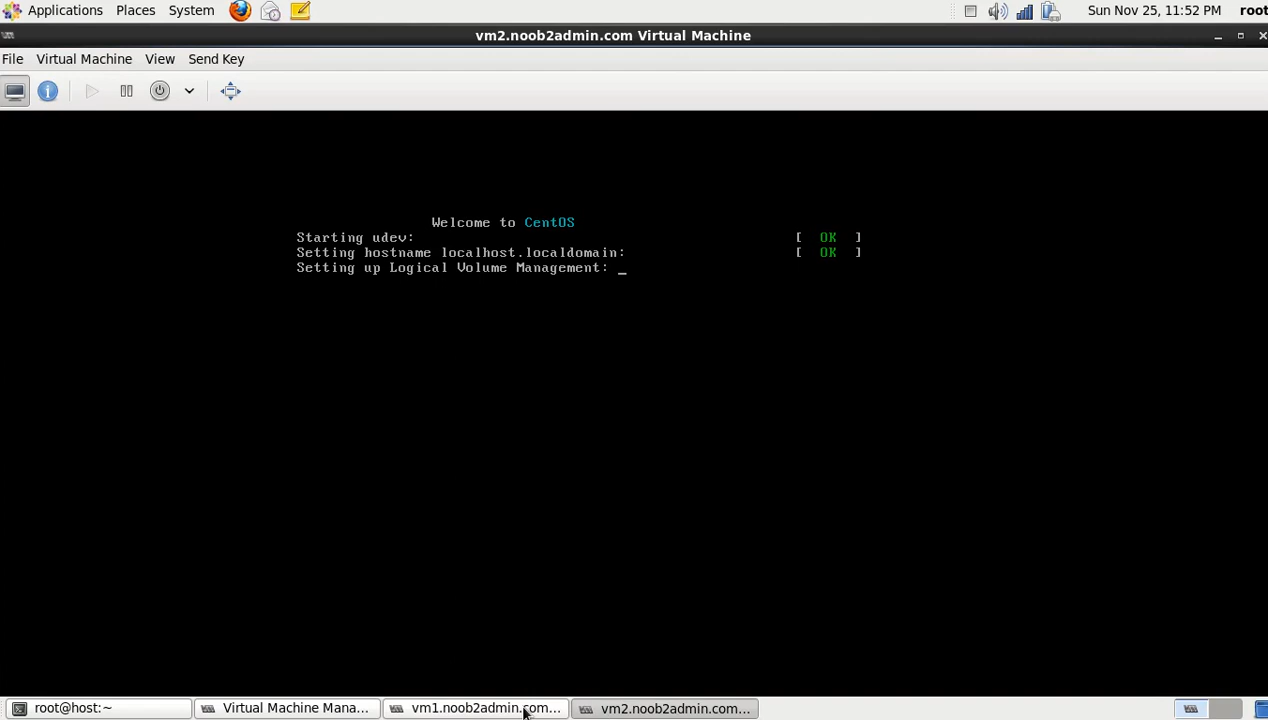 Applications Places System Sun Nov 25, 11:52 PM root
vm2.noob2admin.com Virtual Machine
File Virtual Machine View Send Key
Welcome to CentOS
Starting udev: [ OK ]
Setting hostname localhost.localdomain: [ OK ]
Setting up Logical Volume Management: _
root@host:~ Virtual Machine Mana... vm1.noob2admin.com... vm2.noob2admin.com...